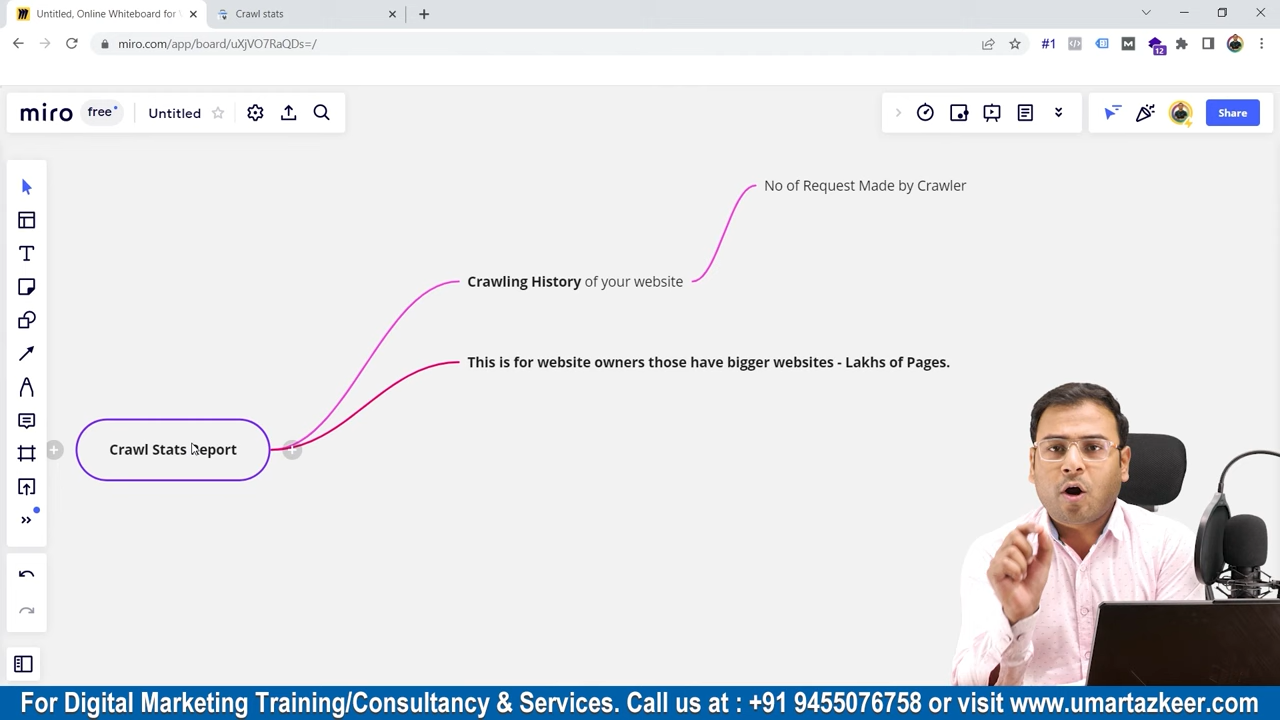 Untitled, Online Whiteboard for
Crawl stats
miro.com/app/board/uXjVO7RaQDs=/
#1
12
miro
free
Untitled
Share
No of Request Made by Crawler
Crawling History of your website
This is for website owners those have bigger websites - Lakhs of Pages.
Crawl Stats Report
For Digital Marketing Training/Consultancy & Services. Call us at : +91 9455076758 or visit www.umartazkeer.com